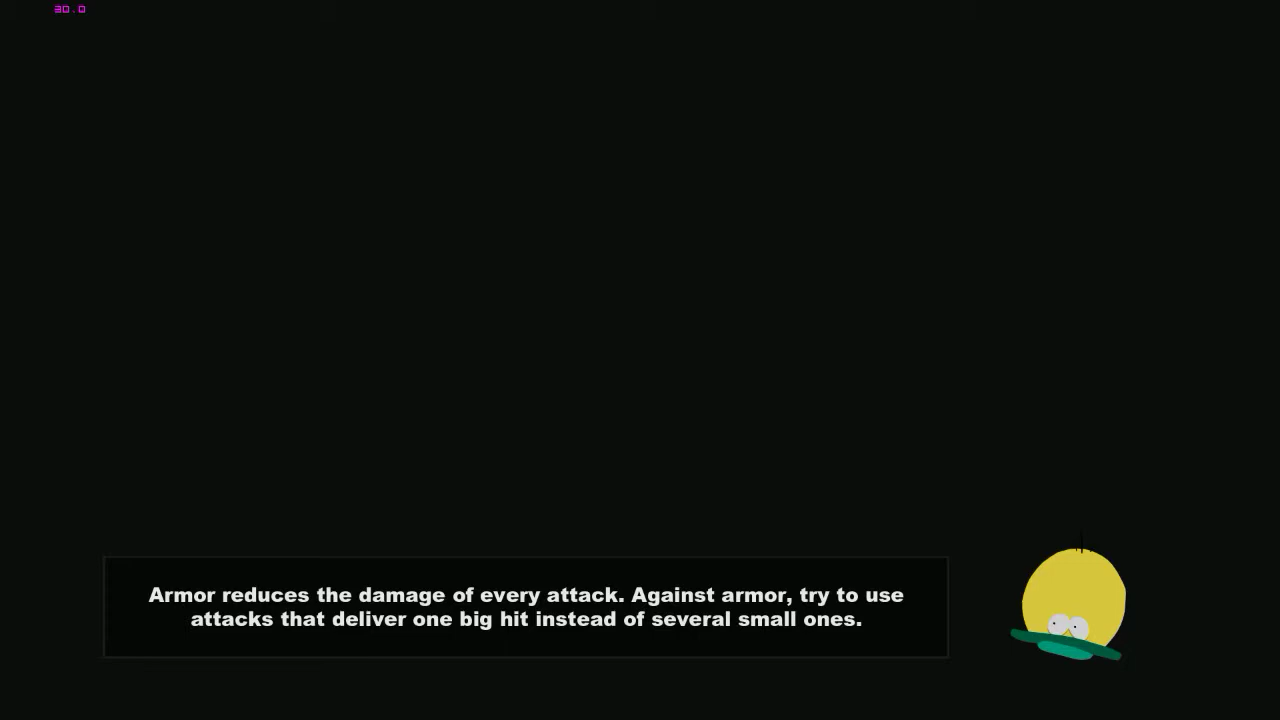 30.0
Armor reduces the damage of every attack. Against armor, try to use
attacks that deliver one big hit instead of several small ones.